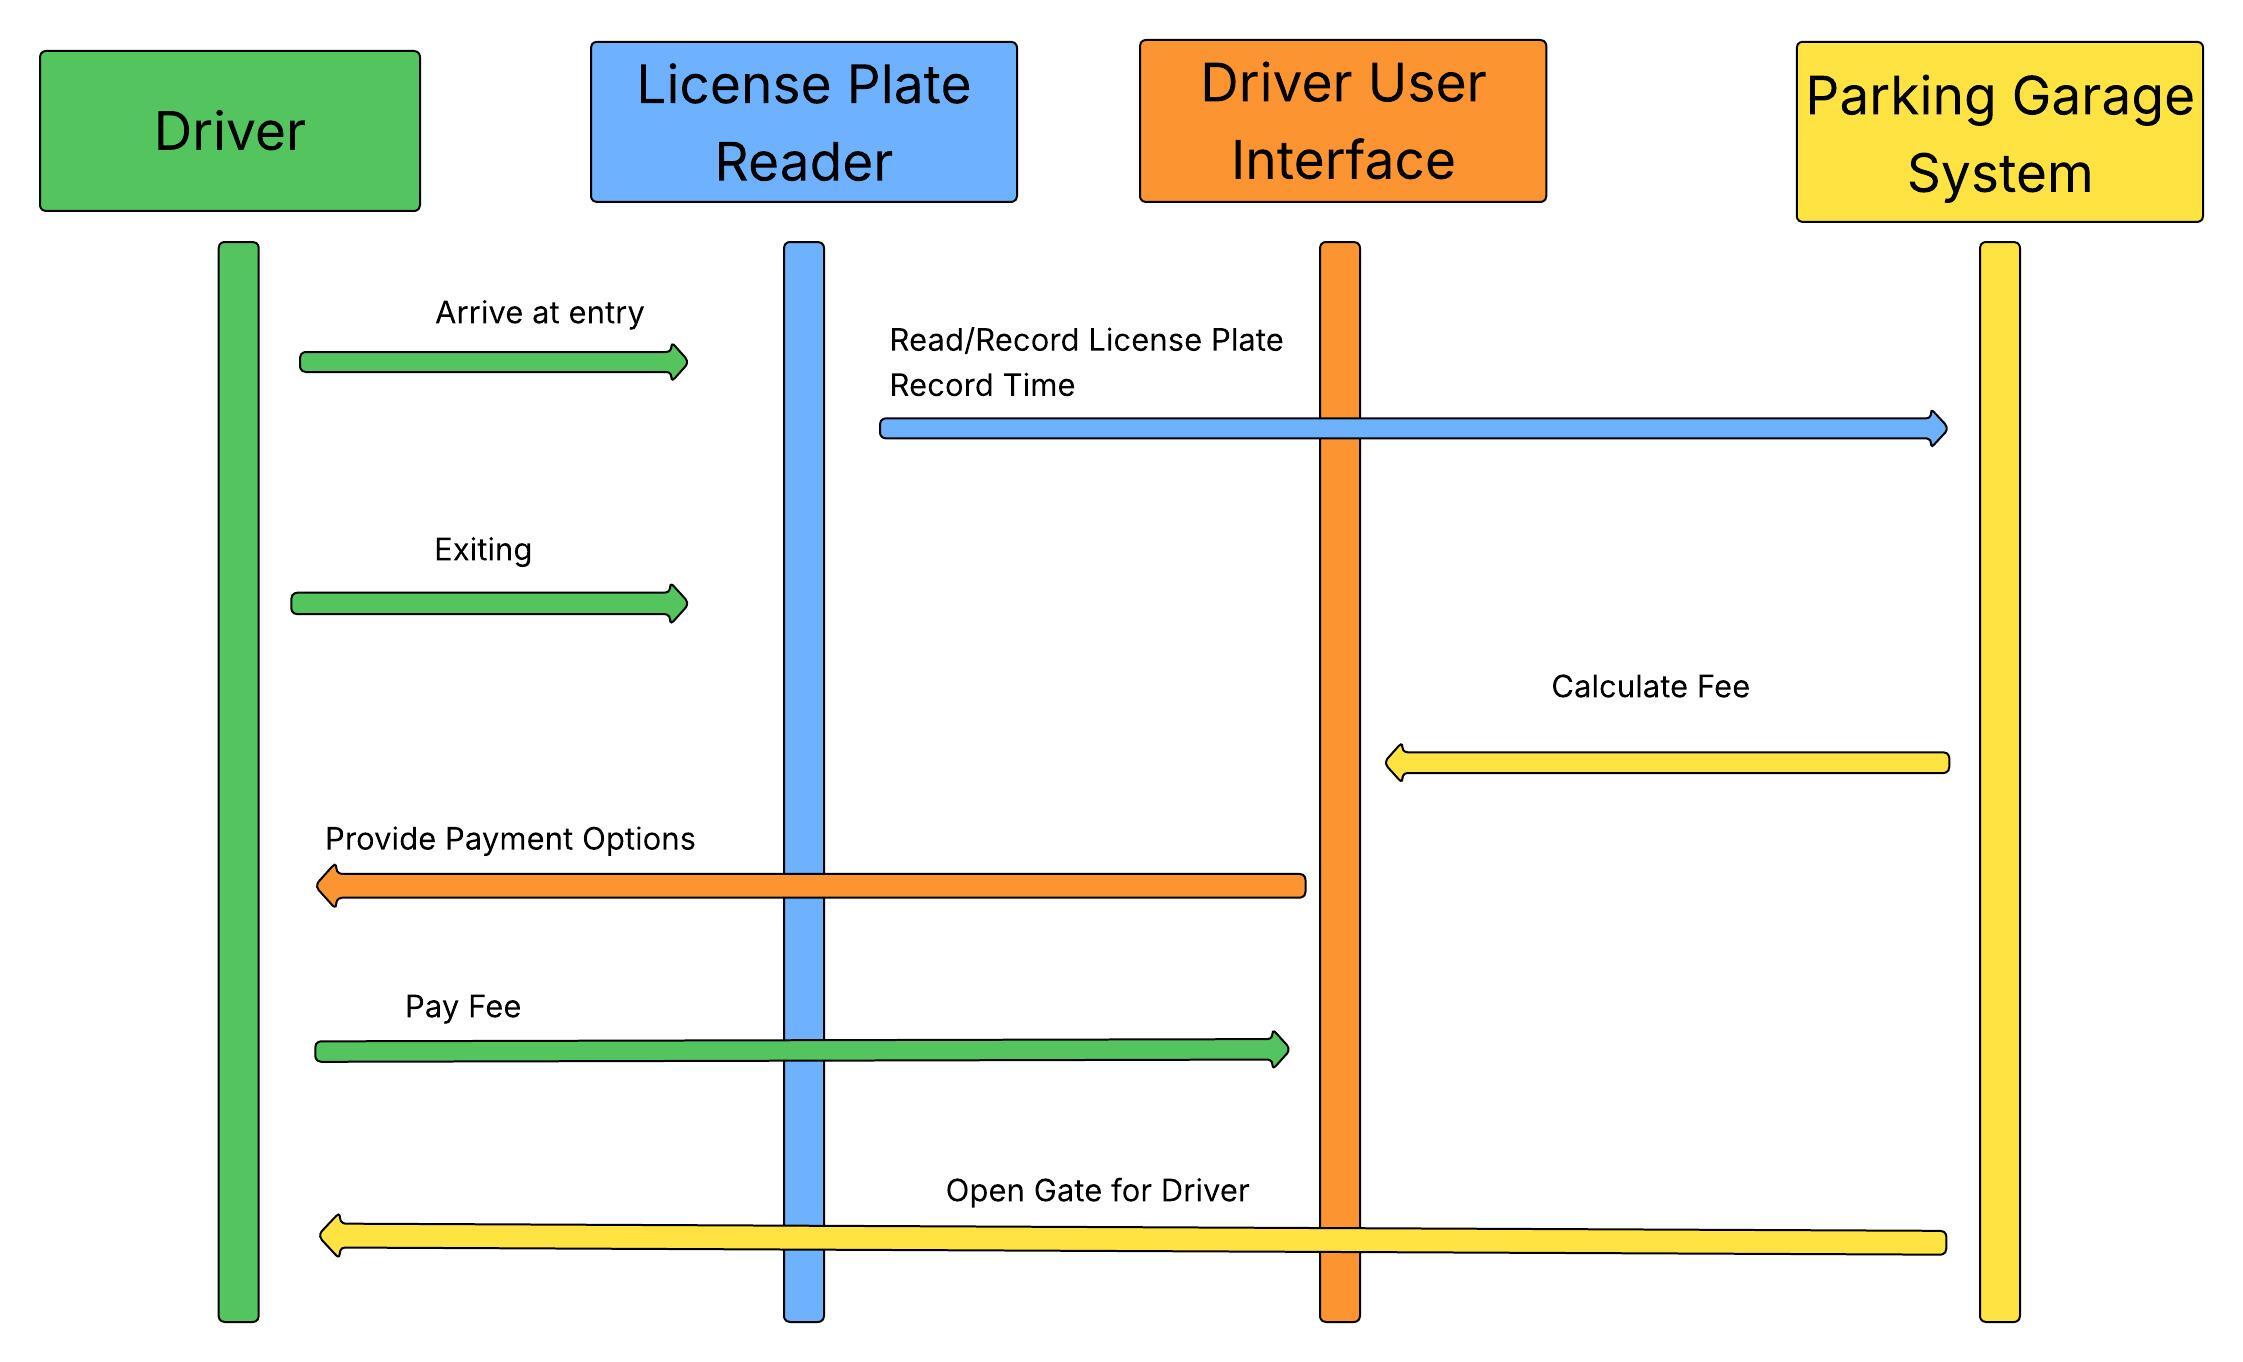 Driver
License Plate
Reader
Driver User
Interface
Parking Garage
System
Arrive at entry
Read/Record License Plate
Record Time
Exiting
Calculate Fee
Provide Payment Options
Pay Fee
Open Gate for Driver